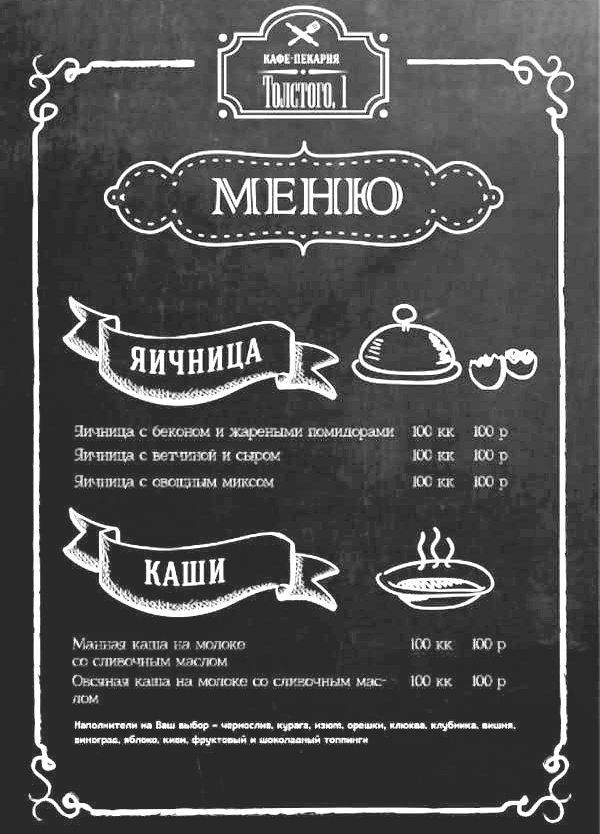 КАФЕ-ПЕКАРНЯ
Толстого, 1
МЕНЮ
ЯИЧНИЦА
Яичница с беконом и жареными помидорами 100 кк 100 р
Яичница с ветчиной и сыром 100 кк 100 р
Яичница с овощным миксом 100 кк 100 р
КАШИ
Манная каша на молоке 100 кк 100 р
со сливочным маслом
Овсяная каша на молоке со сливочным мас- 100 кк 100 р
лом
Наполнители на Ваш выбор – чернослив, курага, изюм, орешки, клюква, клубника, вишня,
виноград, яблоко, киви, фруктовый и шоколадный топпинги